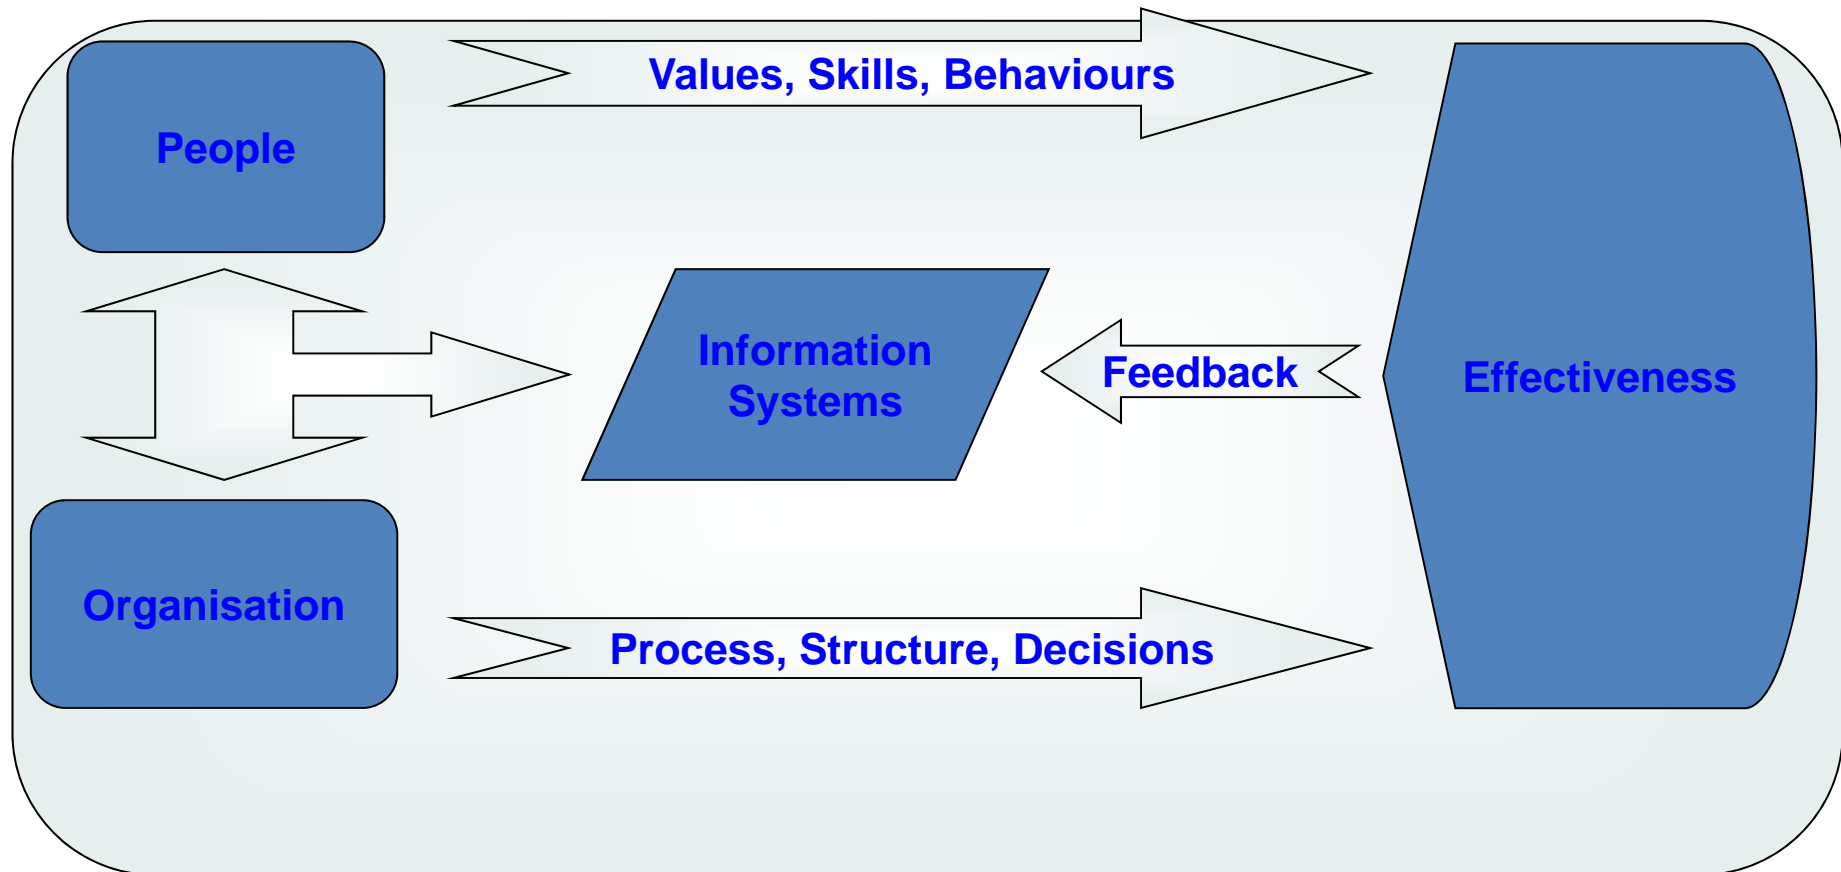 Values, Skills, Behaviours
People
Information
Systems
Feedback
Effectiveness
Organisation
Process, Structure, Decisions